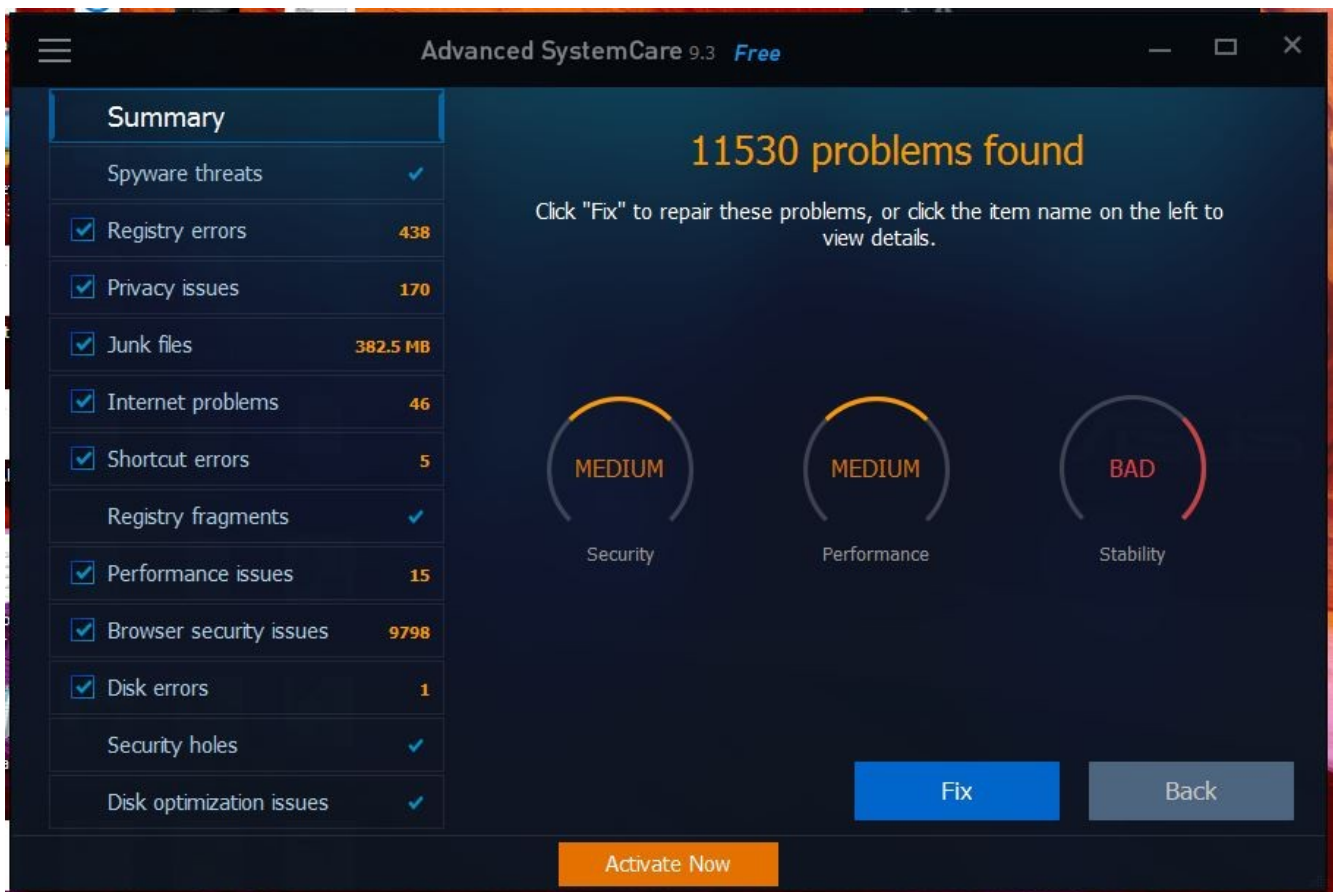 Advanced SystemCare 9.3 Free
Summary
Spyware threats
Registry errors 438
Privacy issues 170
Junk files 382.5 MB
Internet problems 46
Shortcut errors 5
Registry fragments
Performance issues 15
Browser security issues 9798
Disk errors 1
Security holes
Disk optimization issues
11530 problems found
Click "Fix" to repair these problems, or click the item name on the left to
view details.
MEDIUM
Security
MEDIUM
Performance
BAD
Stability
Fix
Back
Activate Now